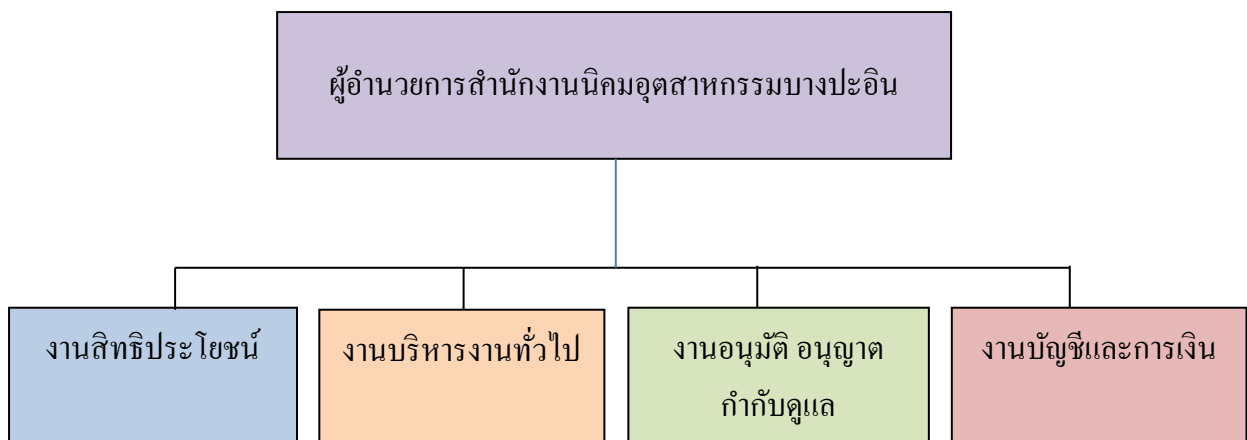 ผู้อำนวยการสำนักงานนิคมอุตสาหกรรมบางปะอิน
งานสิทธิประโยชน์
งานบริหารงานทั่วไป
งานอนุมัติ อนุญาต
กำกับดูแล
งานบัญชีและการเงิน